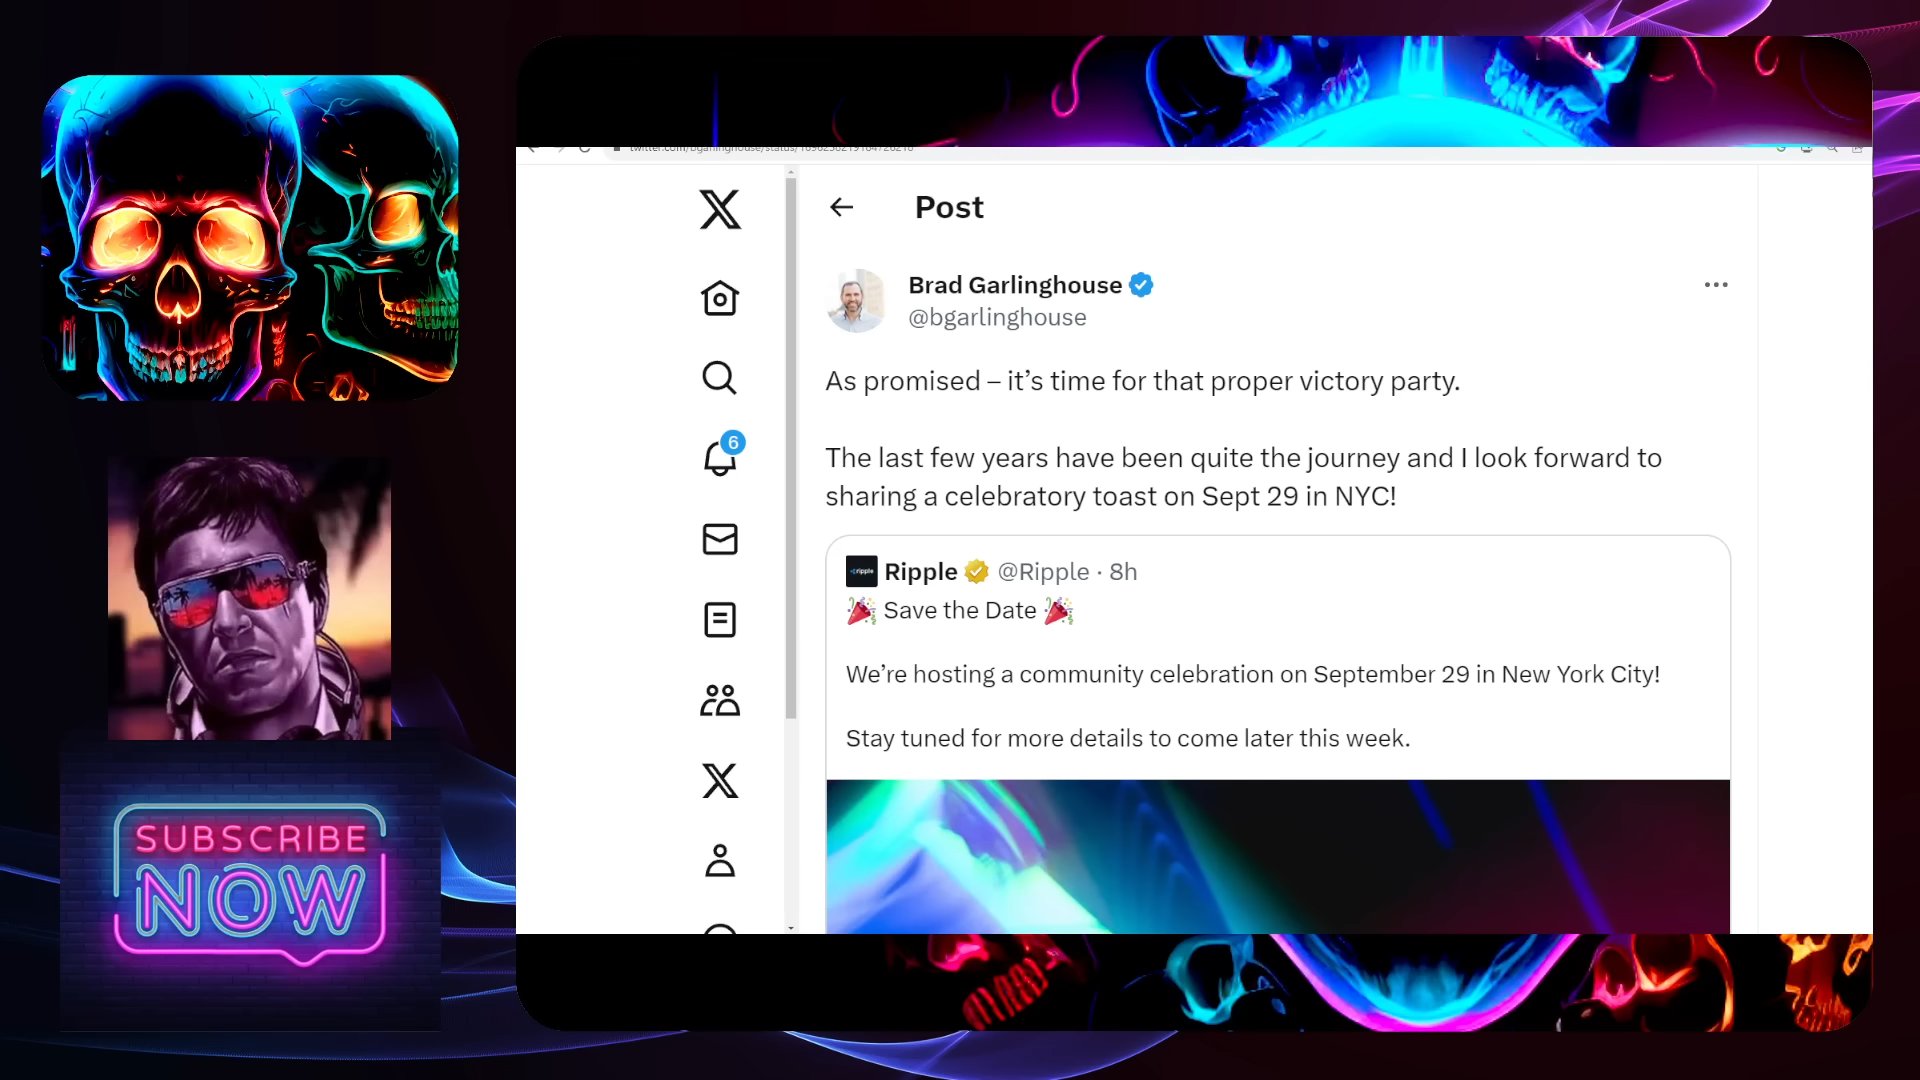 Post
Brad Garlinghouse
@bgarlinghouse
As promised – it’s time for that proper victory party.
The last few years have been quite the journey and I look forward to
sharing a celebratory toast on Sept 29 in NYC!
6
ripple
Ripple @Ripple · 8h
🎉 Save the Date 🎉
We’re hosting a community celebration on September 29 in New York City!
Stay tuned for more details to come later this week.
SUBSCRIBE
NOW